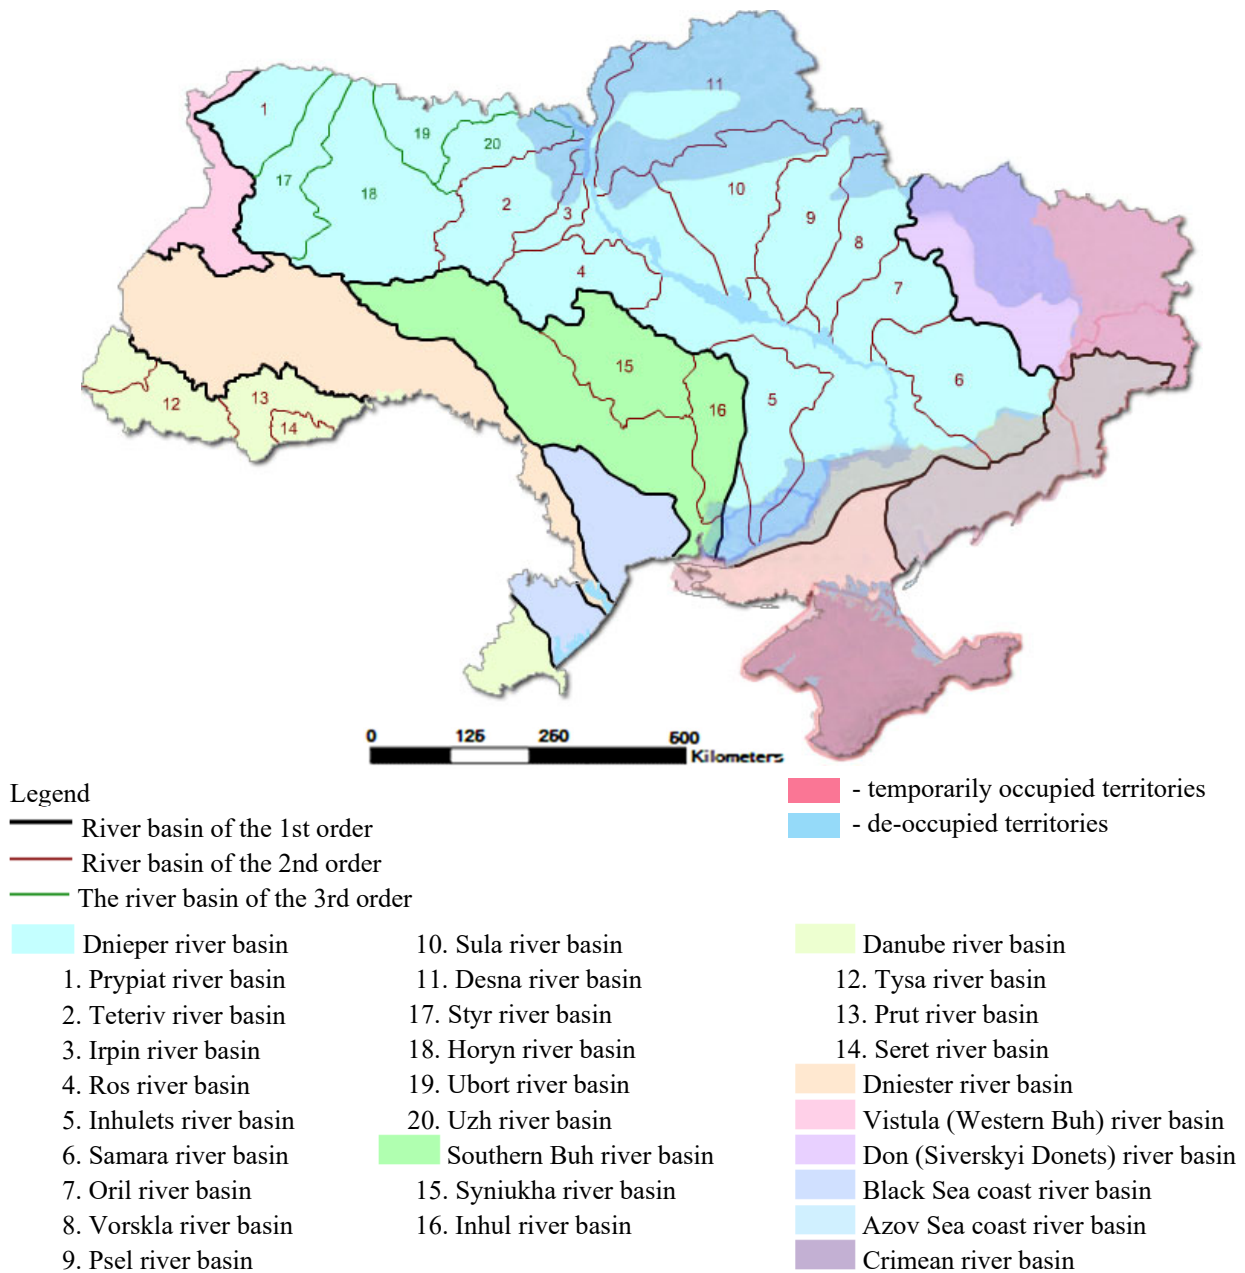 11
1
19
20
17
18
10
2
9
3
8
4
7
15
6
5
16
13
12
14
0 125 250 500
Kilometers
Legend
River basin of the 1st order
River basin of the 2nd order
The river basin of the 3rd order
- temporarily occupied territories
- de-occupied territories
Dnieper river basin
1. Prypiat river basin
2. Teteriv river basin
3. Irpin river basin
4. Ros river basin
5. Inhulets river basin
6. Samara river basin
7. Oril river basin
8. Vorskla river basin
9. Psel river basin
10. Sula river basin
11. Desna river basin
17. Styr river basin
18. Horyn river basin
19. Ubort river basin
20. Uzh river basin
Southern Buh river basin
15. Syniukha river basin
16. Inhul river basin
Danube river basin
12. Tysa river basin
13. Prut river basin
14. Seret river basin
Dniester river basin
Vistula (Western Buh) river basin
Don (Siverskyi Donets) river basin
Black Sea coast river basin
Azov Sea coast river basin
Crimean river basin